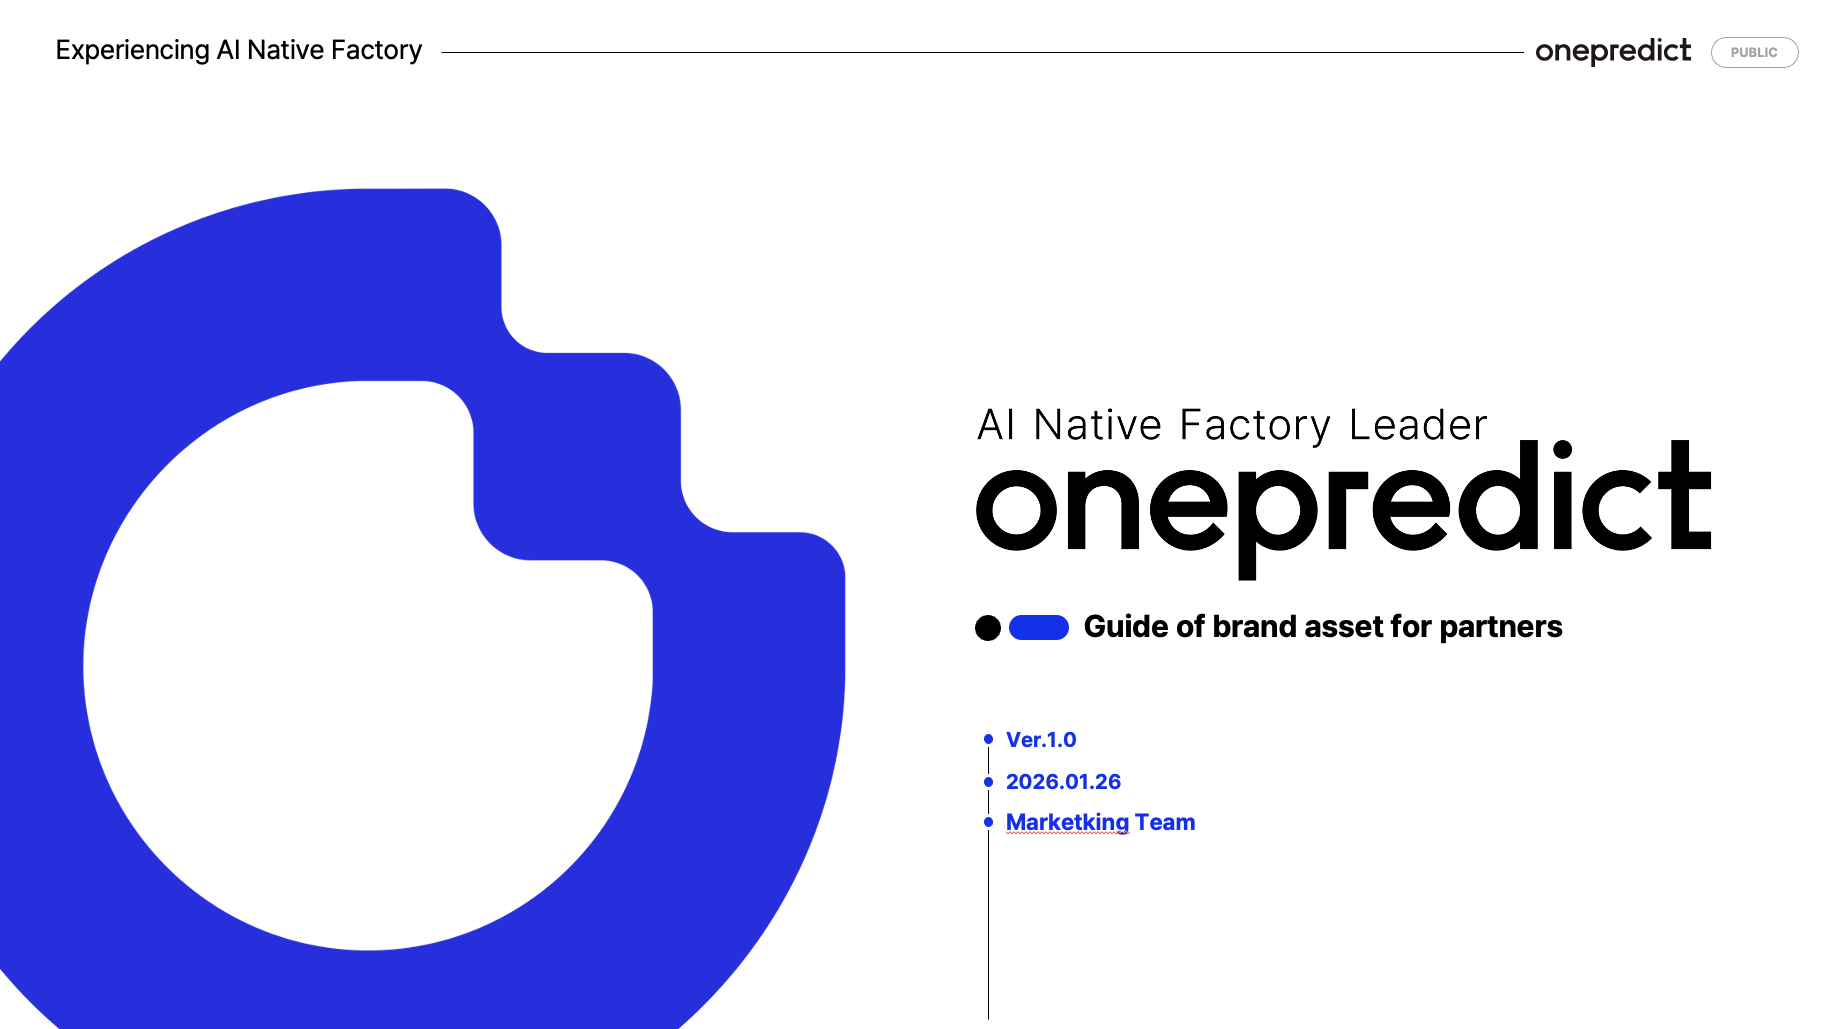 Experiencing AI Native Factory
onepredict
PUBLIC
AI Native Factory Leader
onepredict
Guide of brand asset for partners
Ver.1.0
2026.01.26
Marketking Team